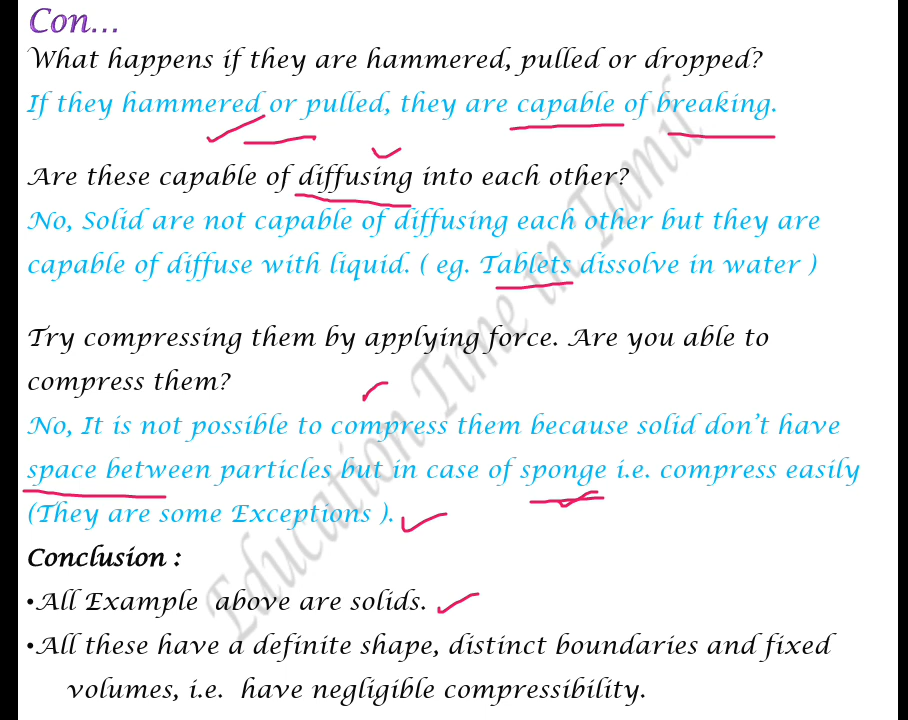 Con...
What happens if they are hammered, pulled or dropped?
If they hammered or pulled, they are capable of breaking.
Are these capable of diffusing into each other?
No, Solid are not capable of diffusing each other but they are
capable of diffuse with liquid. ( eg. Tablets dissolve in water )
Try compressing them by applying force. Are you able to
compress them?
No, It is not possible to compress them because solid don't have
space between particles but in case of sponge i.e. compress easily
(They are some Exceptions ).
Conclusion :
•All Example above are solids.
•All these have a definite shape, distinct boundaries and fixed
volumes, i.e. have negligible compressibility.
Education Time in Tamil